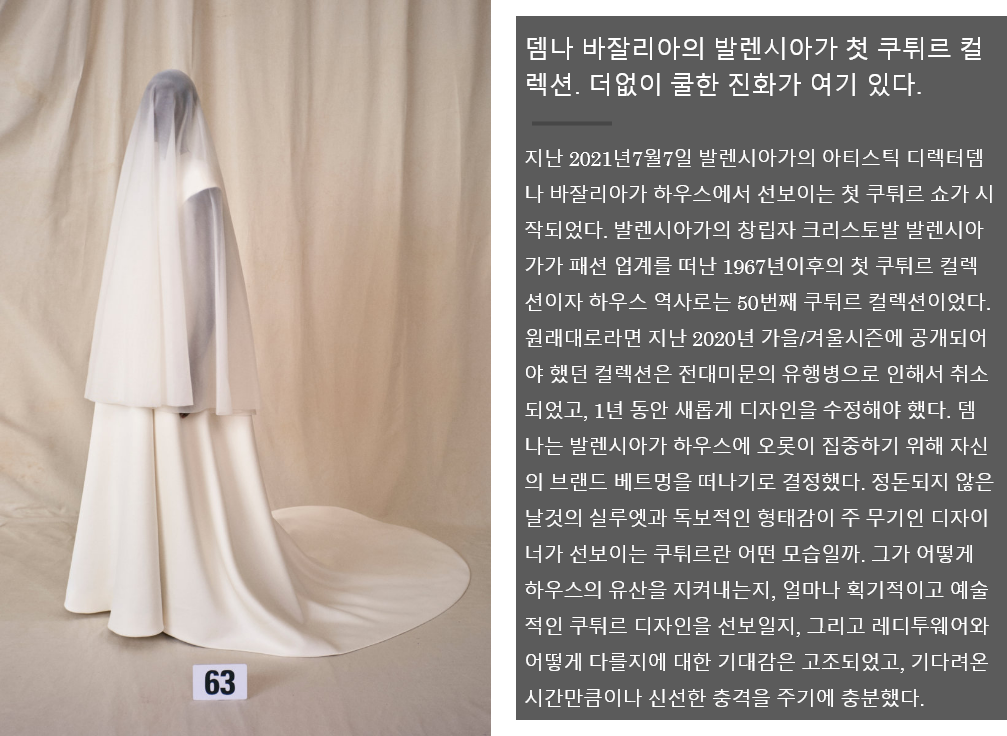 63
뎀나 바잘리아의 발렌시아가 첫 쿠튀르 컬
렉션. 더없이 쿨한 진화가 여기 있다.
지난 2021년7월7일 발렌시아가의 아티스틱 디렉터뎀
나 바잘리아가 하우스에서 선보이는 첫 쿠튀르 쇼가 시
작되었다. 발렌시아가의 창립자 크리스토발 발렌시아
가가 패션 업계를 떠난 1967년이후의 첫 쿠튀르 컬렉
션이자 하우스 역사로는 50번째 쿠튀르 컬렉션이었다.
원래대로라면 지난 2020년 가을/겨울시즌에 공개되어
야 했던 컬렉션은 전대미문의 유행병으로 인해서 취소
되었고, 1년 동안 새롭게 디자인을 수정해야 했다. 뎀
나는 발렌시아가 하우스에 오롯이 집중하기 위해 자신
의 브랜드 베트멍을 떠나기로 결정했다. 정돈되지 않은
날것의 실루엣과 독보적인 형태감이 주 무기인 디자이
너가 선보이는 쿠튀르란 어떤 모습일까. 그가 어떻게
하우스의 유산을 지켜내는지, 얼마나 획기적이고 예술
적인 쿠튀르 디자인을 선보일지, 그리고 레디투웨어와
어떻게 다를지에 대한 기대감은 고조되었고, 기다려온
시간만큼이나 신선한 충격을 주기에 충분했다.